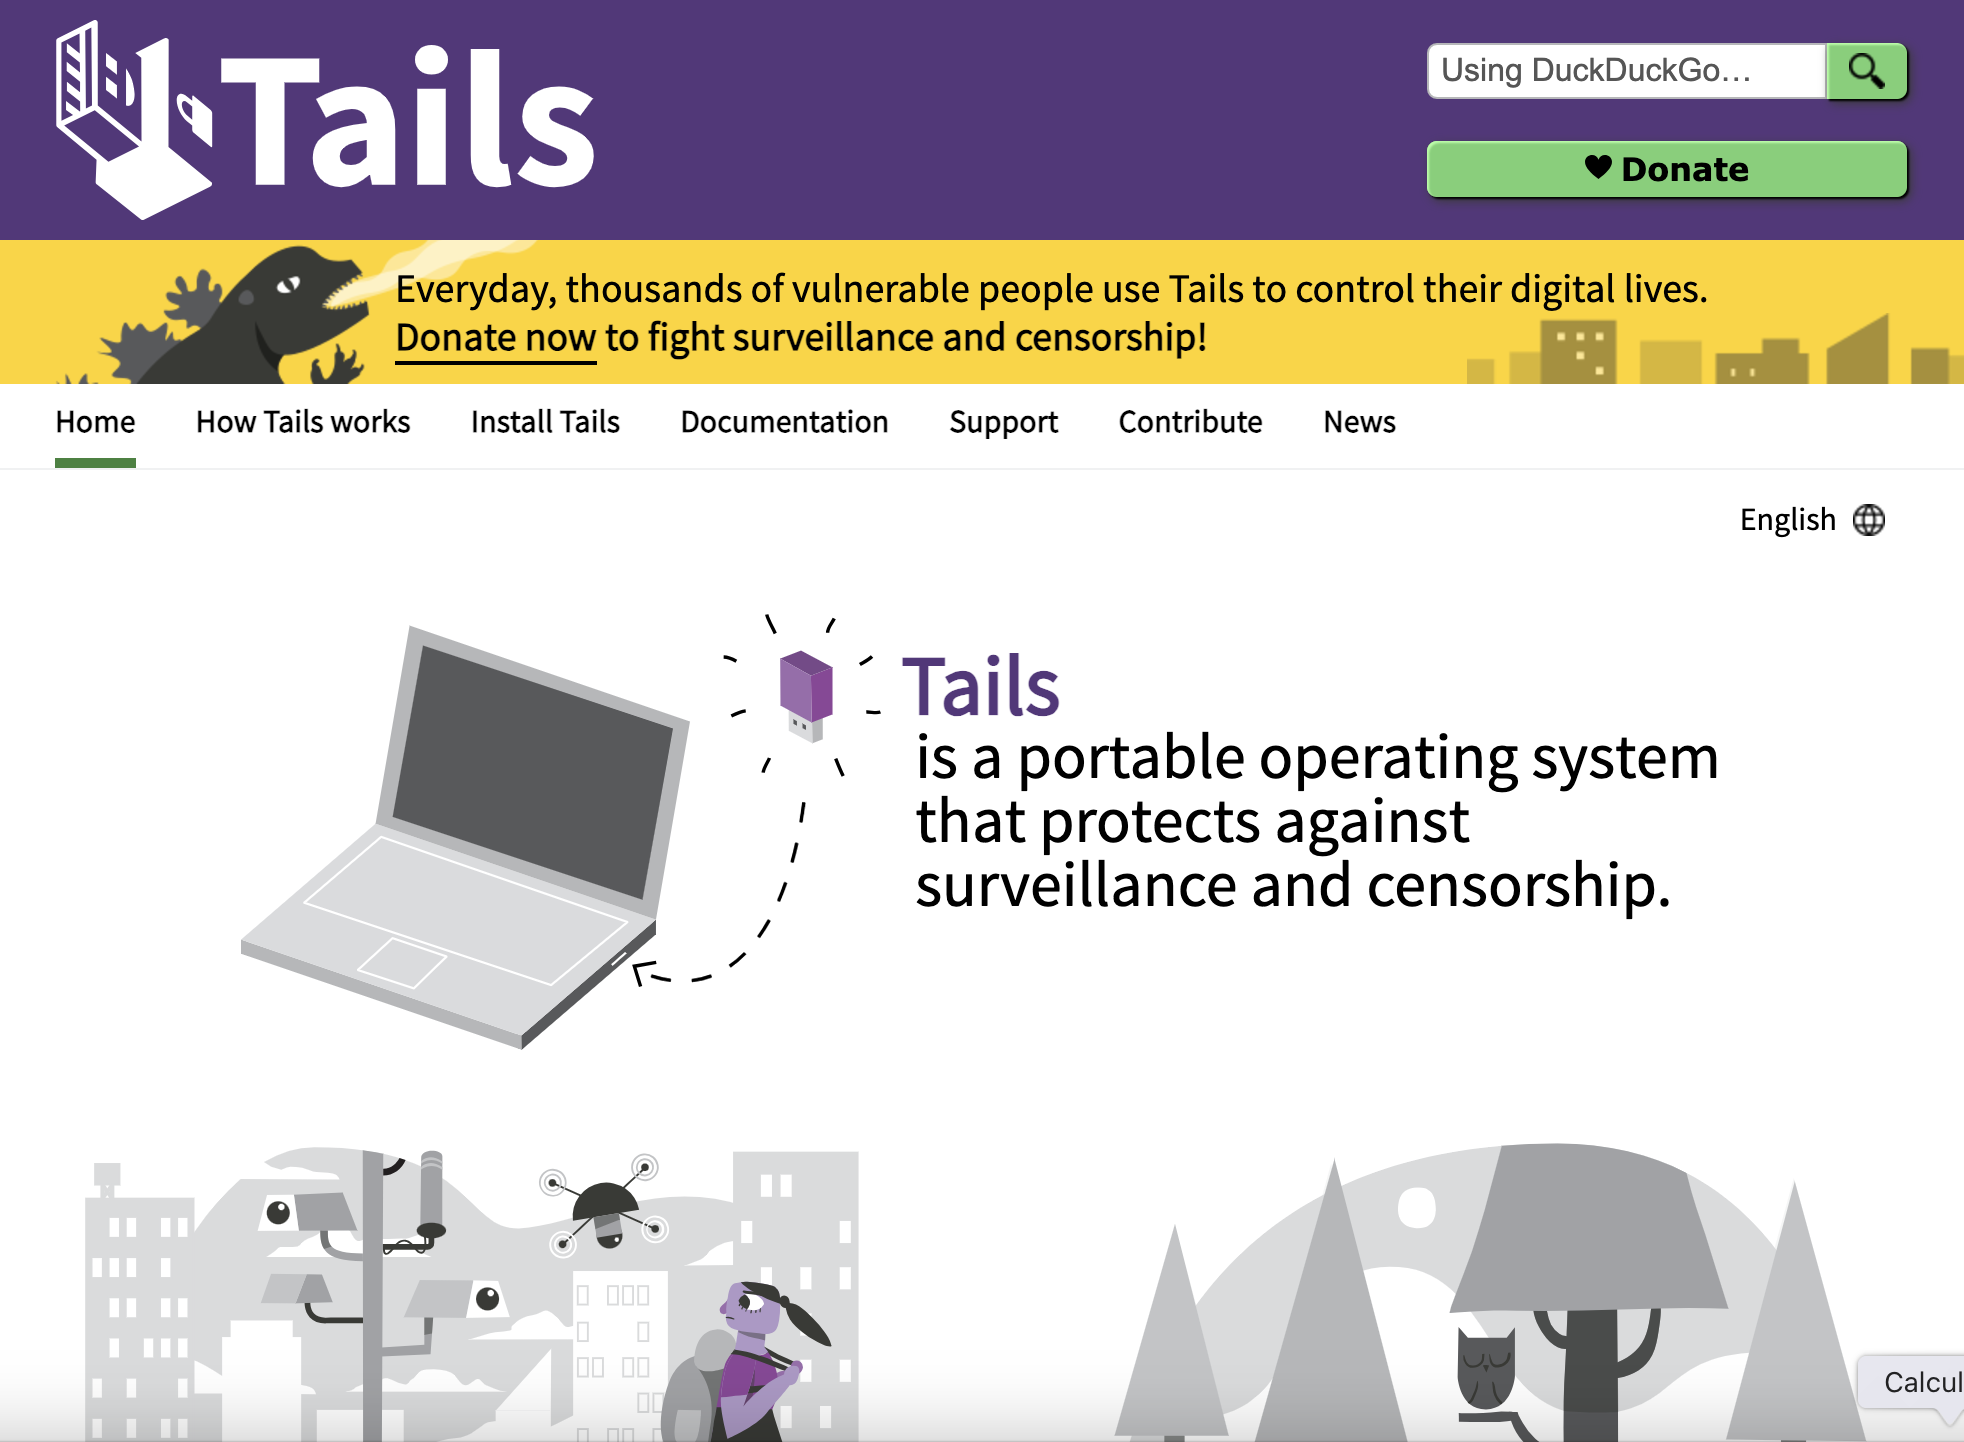 Tails
Using DuckDuckGo...
Donate
Everyday, thousands of vulnerable people use Tails to control their digital lives.
Donate now to fight surveillance and censorship!
Home How Tails works Install Tails Documentation Support Contribute News
English
Tails
is a portable operating system
that protects against
surveillance and censorship.
Calcul